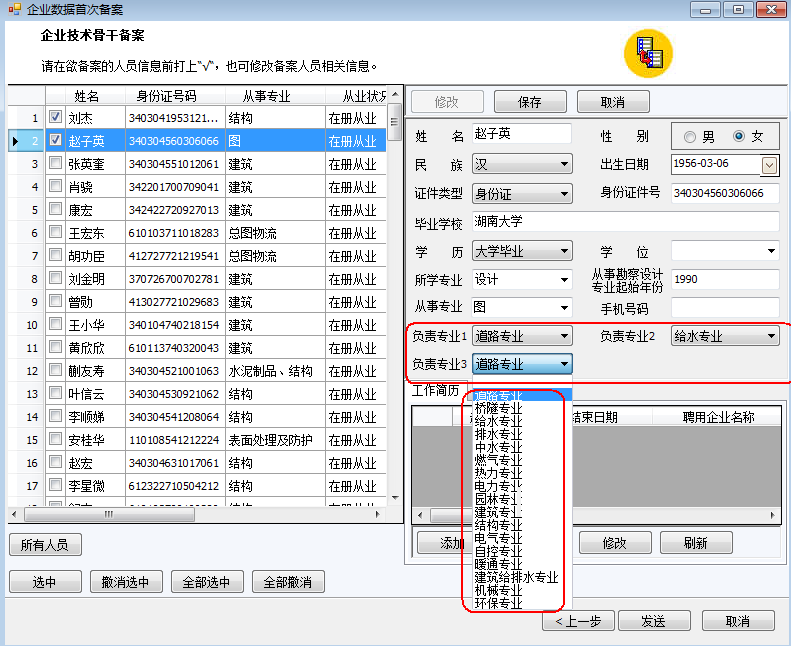 企业数据首次备案
企业技术骨干备案
请在欲备案的人员信息前打上“√”，也可修改备案人员相关信息。
姓名 身份证号码 从事专业 从业状况
1 刘杰 3403041953121... 结构 在册从业
2 赵子英 340304560306066 图 在册从业
3 张英奎 340304551012061 建筑 在册从业
4 肖骁 342201700709041 建筑 在册从业
5 康宏 342422720927013 建筑 在册从业
6 王宏东 610103711018283 总图物流 在册从业
7 胡功臣 412727721219541 总图物流 在册从业
8 刘金明 370726700702781 建筑 在册从业
9 曾勋 413027721029683 建筑 在册从业
10 王小华 340104740218154 建筑 在册从业
11 黄欣欣 610113740320043 建筑 在册从业
12 蒯友寿 340304521001063 水泥制品、结构 在册从业
13 叶信云 340304530921062 结构 在册从业
14 李顺娣 340304541208064 结构 在册从业
15 安桂华 110108541212224 表面处理及防护 在册从业
16 赵宏 340304631017061 结构 在册从业
17 李星微 612322710504212 结构 在册从业
所有人员
选中 撤消选中 全部选中 全部撤消
修改 保存 取消
姓 名 赵子英 性 别 男 女
民 族 汉 出生日期 1956-03-06
证件类型 身份证 身份证件号 340304560306066
毕业学校 湖南大学
学 历 大学毕业 学 位
所学专业 设计 从事勘察设计
专业起始年份 1990
从事专业 图 手机号码
负责专业1 道路专业 负责专业2 给水专业
负责专业3 道路专业
工作简历
结束日期 聘用企业名称
道路专业
桥隧专业
给水专业
排水专业
中水专业
燃气专业
热力专业
电力专业
园林专业
建筑专业
结构专业
电气专业
自控专业
暖通专业
建筑给排水专业
机械专业
环保专业
添加 修改 刷新
<上一步 发送 取消